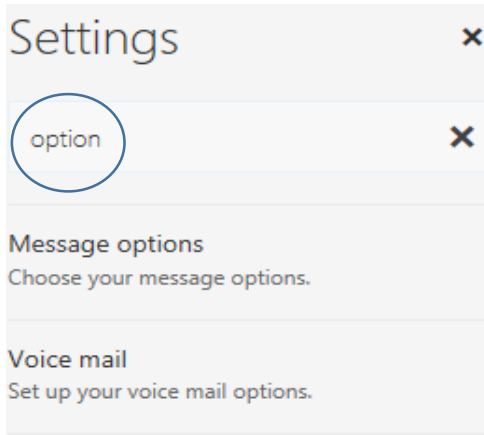 Settings
option
Message options
Choose your message options.
Voice mail
Set up your voice mail options.